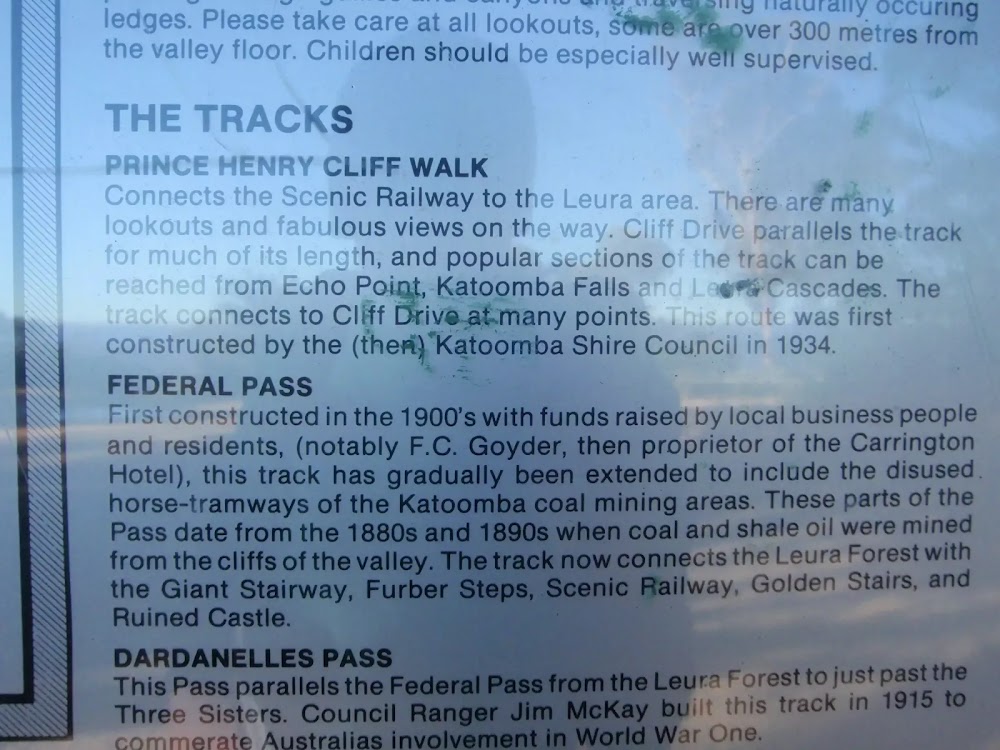 and traversing naturally occuring
ledges. Please take care at all lookouts, some are over 300 metres from
the valley floor. Children should be especially well supervised.
THE TRACKS
PRINCE HENRY CLIFF WALK
Connects the Scenic Railway to the Leura area. There are many
lookouts and fabulous views on the way. Cliff Drive parallels the track
for much of its length, and popular sections of the track can be
reached from Echo Point, Katoomba Falls and Leura Cascades. The
track connects to Cliff Drive at many points. This route was first
constructed by the (then) Katoomba Shire Council in 1934.
FEDERAL PASS
First constructed in the 1900's with funds raised by local business people
and residents, (notably F.C. Goyder, then proprietor of the Carrington
Hotel), this track has gradually been extended to include the disused
horse-tramways of the Katoomba coal mining areas. These parts of the
Pass date from the 1880s and 1890s when coal and shale oil were mined
from the cliffs of the valley. The track now connects the Leura Forest with
the Giant Stairway, Furber Steps, Scenic Railway, Golden Stairs, and
Ruined Castle.
DARDANELLES PASS
This Pass parallels the Federal Pass from the Leura Forest to just past the
Three Sisters. Council Ranger Jim McKay built this track in 1915 to
commerate Australias involvement in World War One.